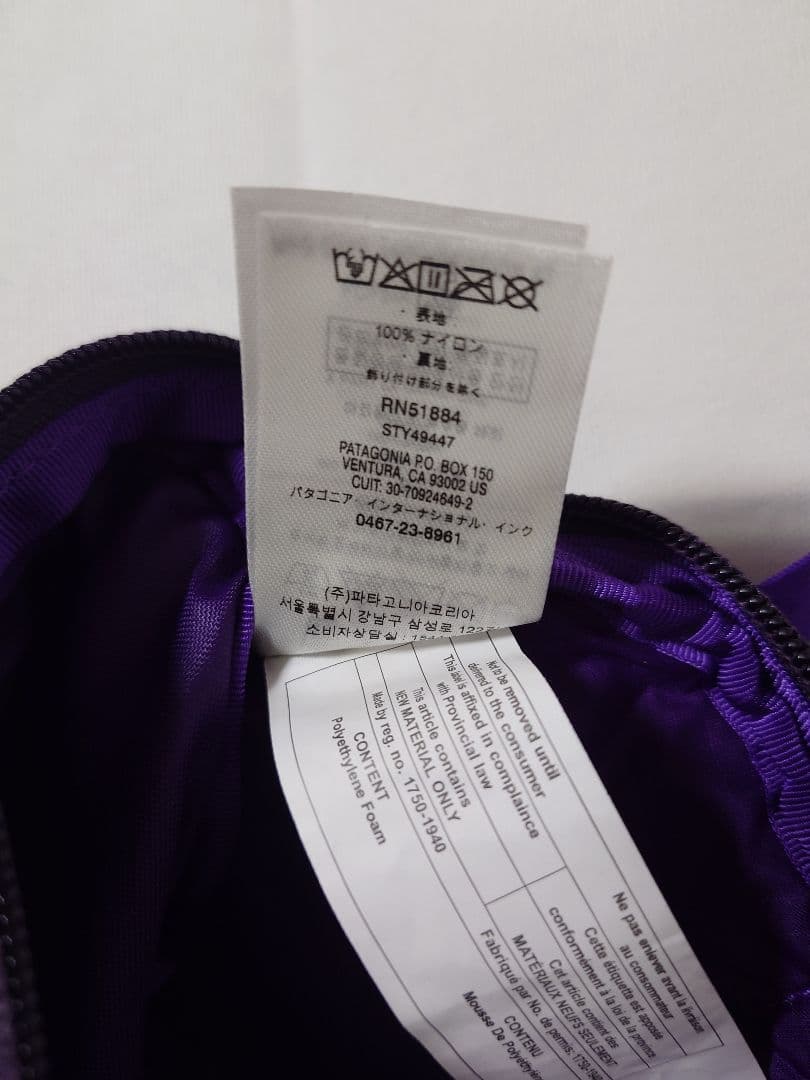 ・表地
100% ナイロン
・裏地
飾り付け部分を除く
RN51884
STY49447
PATAGONIA P.O. BOX 150
VENTURA, CA 93002 US
CUIT: 30-70924649-2
パタゴニア・インターナショナル・インク
0467-23-8961
(주)파타고니아코리아
서울특별시 강남구 삼성로
소비자상담실 :
Not to be removed until
delivered to the consumer
This label is affixed in complaince
with Provincial law
This article contains
NEW MATERIAL ONLY
Made by reg. no. 1750-1940
CONTENT
Polyethylene Foam
Ne pas enlever avant la livraison
au consommateur
Cette étiquette est apposée
conformément à la loi de la province
Cet article contient des
MATÉRIAUX NEUFS SEULEMENT
Fabriqué par No. de permis: 1750-1940
CONTENU
Mousse De